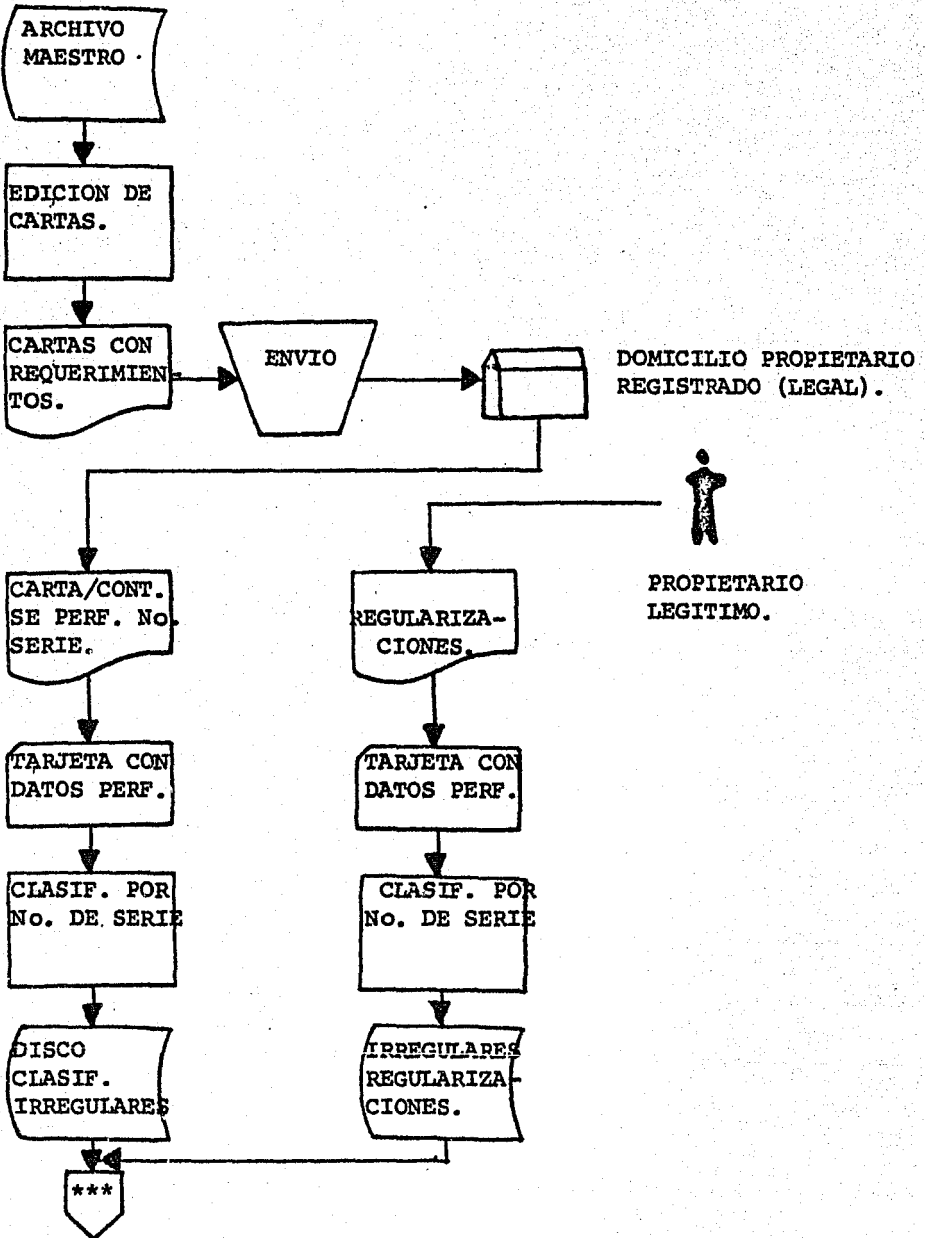 ARCHIVO
MAESTRO
EDICION DE
CARTAS.
CARTAS CON
REQUERIMIEN-
TOS.
ENVIO
DOMICILIO PROPIETARIO
REGISTRADO (LEGAL).
PROPIETARIO
LEGITIMO.
CARTA/CONT.
SE PERF. No.
SERIE.
REGULARIZA-
CIONES.
TARJETA CON
DATOS PERF.
TARJETA CON
DATOS PERF.
CLASIF. POR
No. DE SERIE
CLASIF. POR
No. DE SERIE
DISCO
CLASIF.
IRREGULARES
IRREGULARES
REGULARIZA-
CIONES.
***